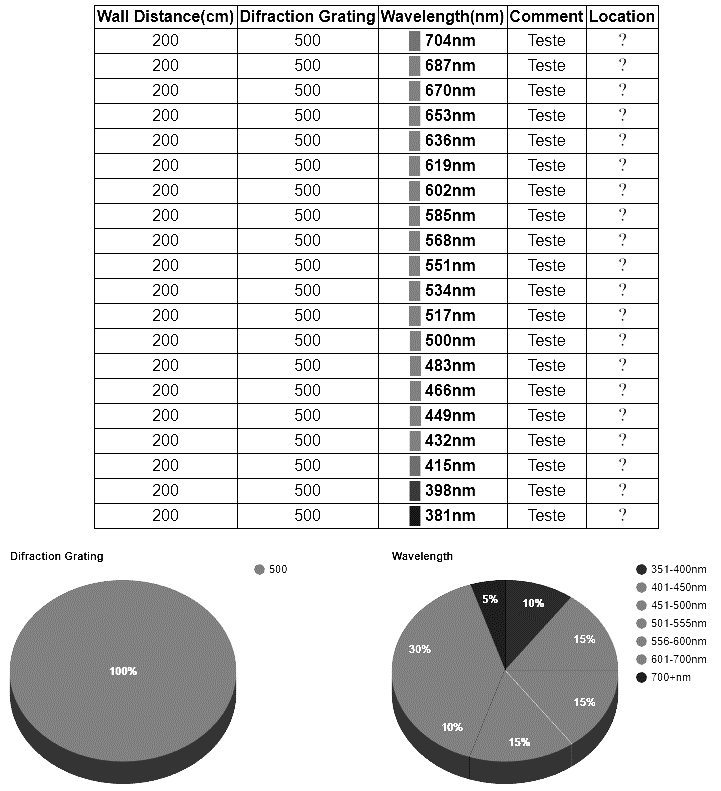 Wall Distance(cm) Difraction Grating Wavelength(nm) Comment Location
200 500 704nm Teste ?
200 500 687nm Teste ?
200 500 670nm Teste ?
200 500 653nm Teste ?
200 500 636nm Teste ?
200 500 619nm Teste ?
200 500 602nm Teste ?
200 500 585nm Teste ?
200 500 568nm Teste ?
200 500 551nm Teste ?
200 500 534nm Teste ?
200 500 517nm Teste ?
200 500 500nm Teste ?
200 500 483nm Teste ?
200 500 466nm Teste ?
200 500 449nm Teste ?
200 500 432nm Teste ?
200 500 415nm Teste ?
200 500 398nm Teste ?
200 500 381nm Teste ?
Difraction Grating
500
100%
Wavelength
351-400nm
401-450nm
451-500nm
501-555nm
556-600nm
601-700nm
700+nm
5%
10%
15%
30%
15%
10%
15%